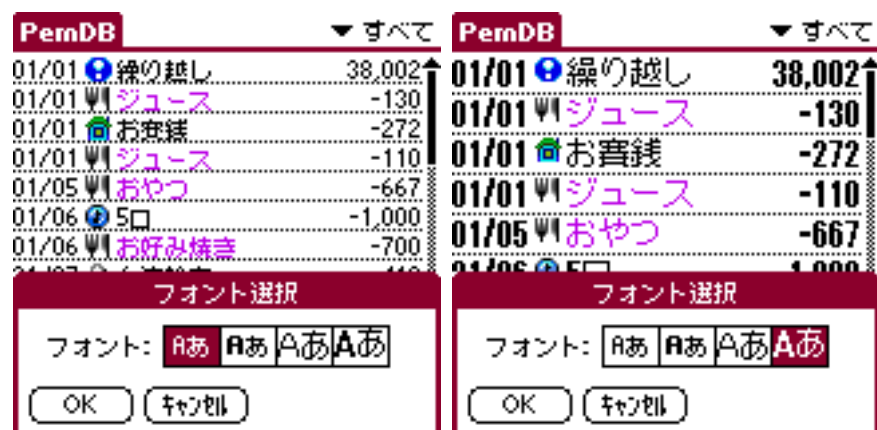 PemDB ▼ すべて
01/01 繰り越し 38,002
01/01 ジュース -130
01/01 お賽銭 -272
01/01 ジュース -110
01/05 おやつ -667
01/06 5口 -1,000
01/06 お好み焼き -700
フォント選択
フォント: Aあ Aあ Aあ Aあ
OK キャンセル
PemDB ▼ すべて
01/01 繰り越し 38,002
01/01 ジュース -130
01/01 お賽銭 -272
01/01 ジュース -110
01/05 おやつ -667
01/06 5口 -1,000
フォント選択
フォント: Aあ Aあ Aあ Aあ
OK キャンセル